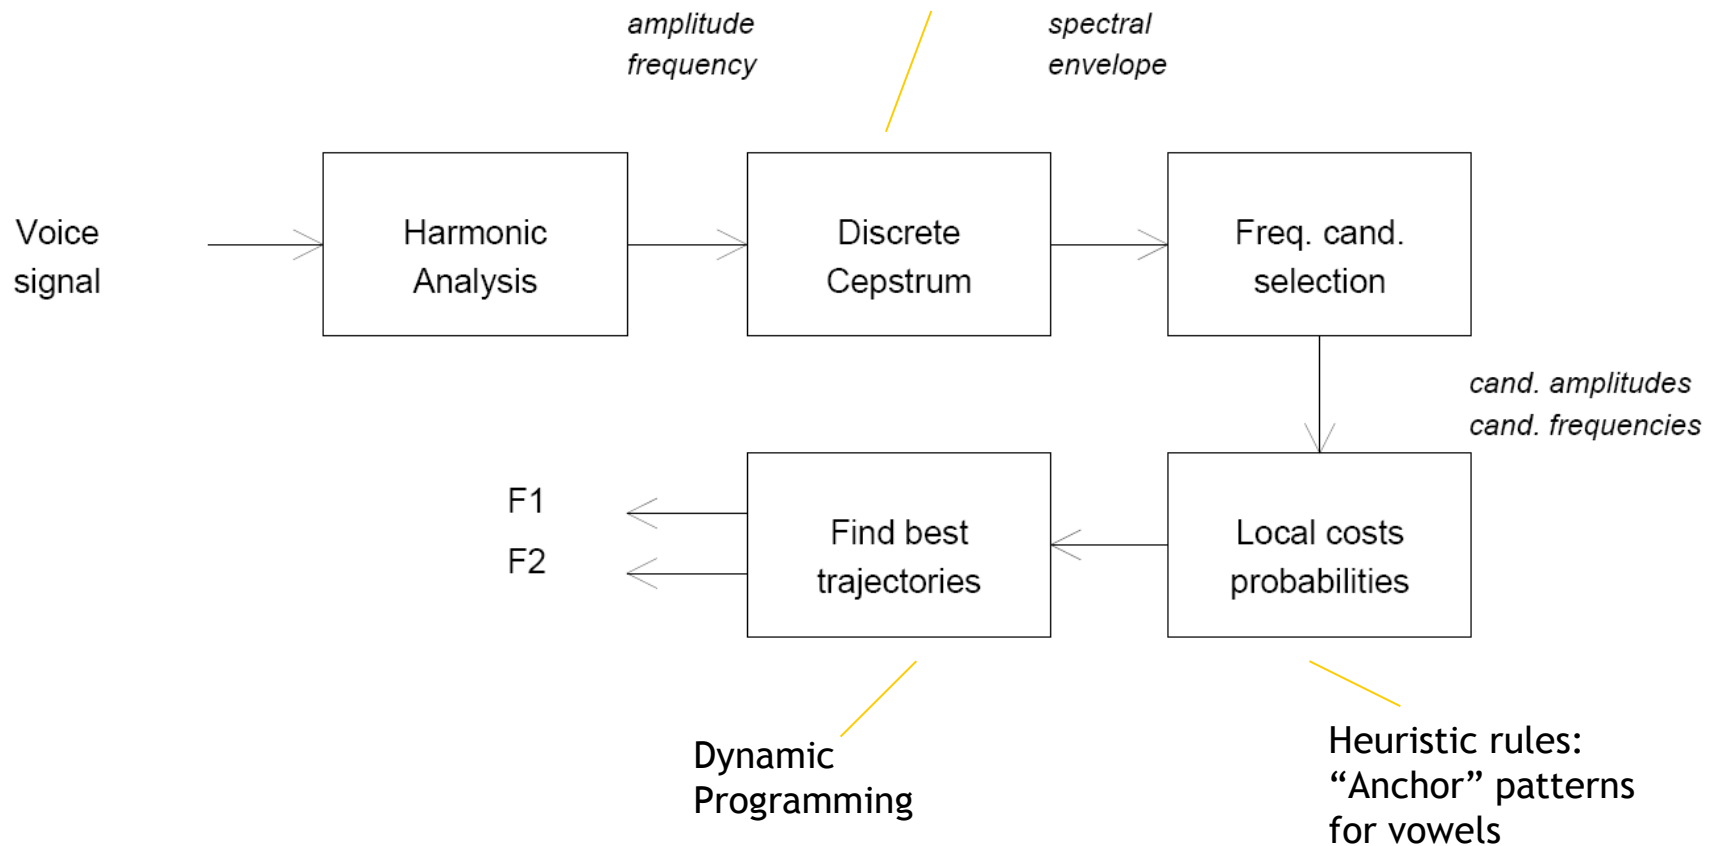 amplitude
frequency
spectral
envelope
Voice
signal
Harmonic
Analysis
Discrete
Cepstrum
Freq. cand.
selection
cand. amplitudes
cand. frequencies
F1
F2
Find best
trajectories
Local costs
probabilities
Dynamic
Programming
Heuristic rules:
“Anchor” patterns
for vowels